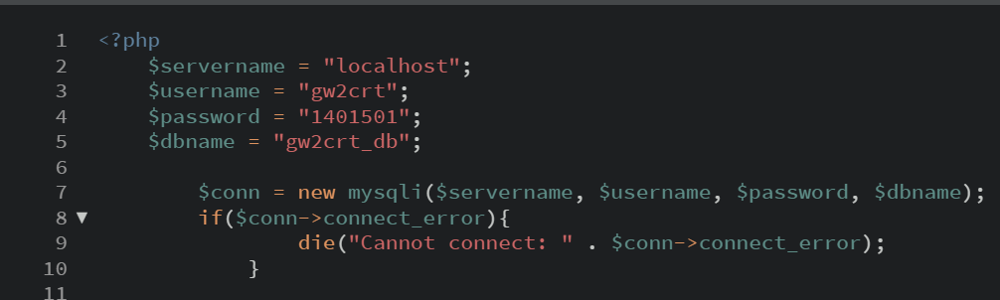 1 <?php
2 $servername = "localhost";
3 $username = "gw2crt";
4 $password = "1401501";
5 $dbname = "gw2crt_db";
6
7 $conn = new mysqli($servername, $username, $password, $dbname);
8 ▼ if($conn->connect_error){
9 die("Cannot connect: " . $conn->connect_error);
10 }
11